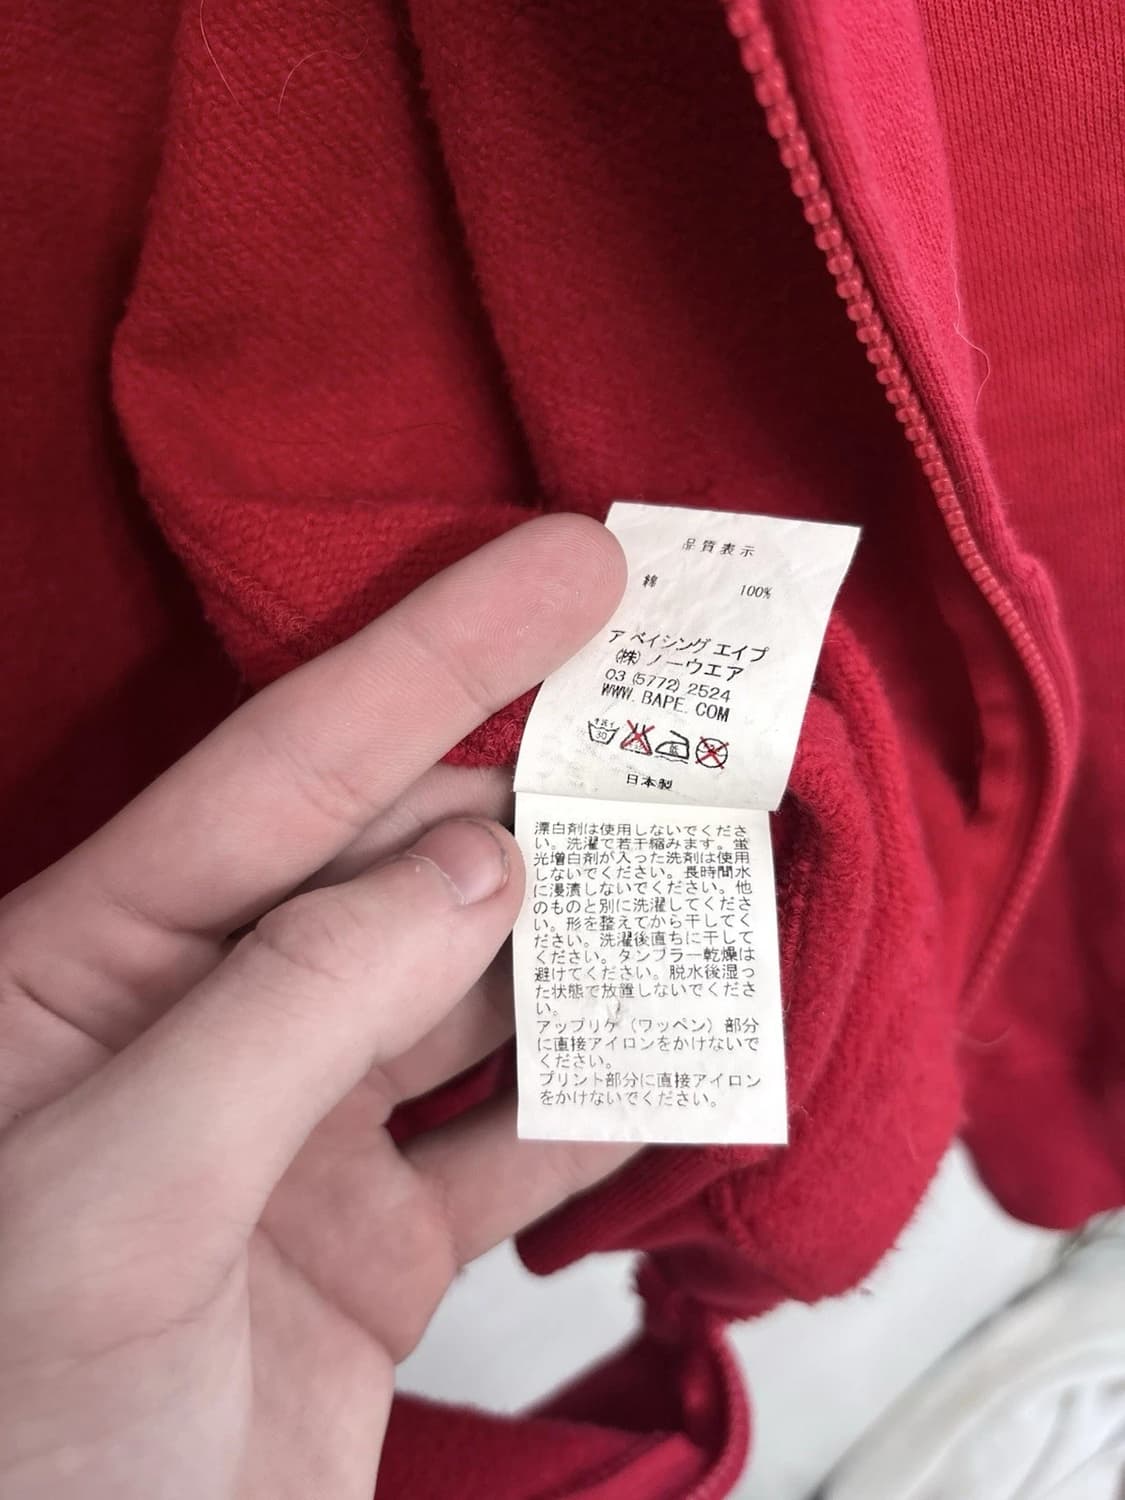 品質表示
綿 100%
ア ベイシング エイプ
(株) ノーウエア
03 (5772) 2524
WWW. BAPE. COM
手洗イ
30
日本製
漂白剤は使用しないでくださ
い。洗濯で若干縮みます。蛍
光増白剤が入った洗剤は使用
しないでください。長時間水
に浸漬しないでください。他
のものと別に洗濯してくださ
い。形を整えてから干してく
ださい。洗濯後直ちに干して
ください。タンブラー乾燥は
避けてください。脱水後湿っ
た状態で放置しないでくださ
い。
アップリケ（ワッペン）部分
に直接アイロンをかけないで
ください。
プリント部分に直接アイロン
をかけないでください。